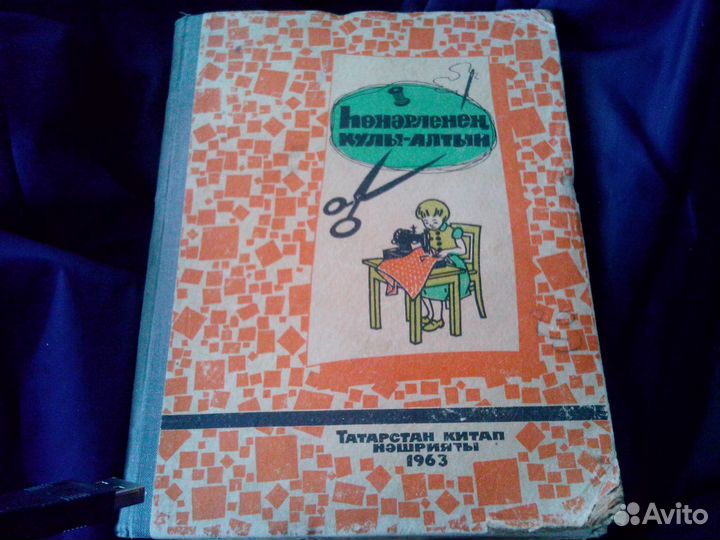 Һөнәрленең
кулы-алтын
Татарстан китап
нәшрияты
1963
Avito